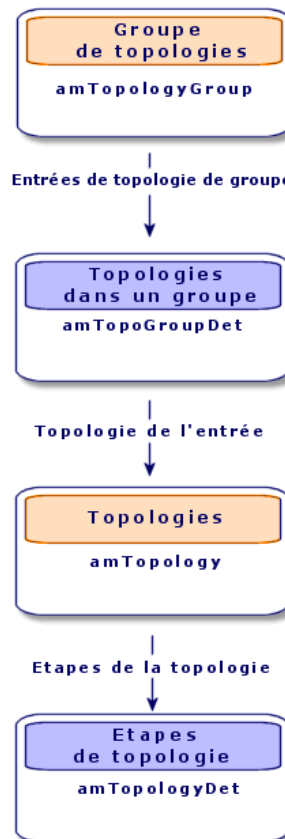 Groupe
de topologies
amTopologyGroup
Entrées de topologie de groupe
Topologies
dans un groupe
amTopoGroupDet
Topologie de l'entrée
Topologies
amTopology
Etapes de la topologie
Etapes
de topologie
amTopologyDet